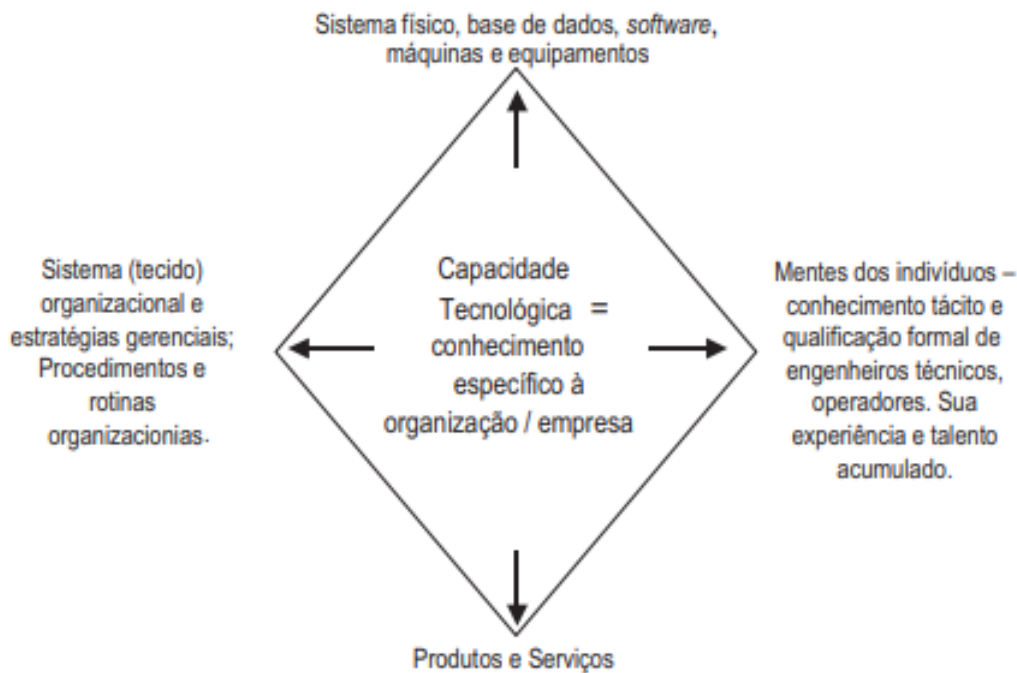 Sistema físico, base de dados, software,
máquinas e equipamentos
Sistema (tecido)
organizacional e
estratégias gerenciais;
Procedimentos e
rotinas
organizacionias.
Capacidade
Tecnológica =
conhecimento
específico à
organização / empresa
Mentes dos indivíduos –
conhecimento tácito e
qualificação formal de
engenheiros técnicos,
operadores. Sua
experiência e talento
acumulado.
Produtos e Serviços